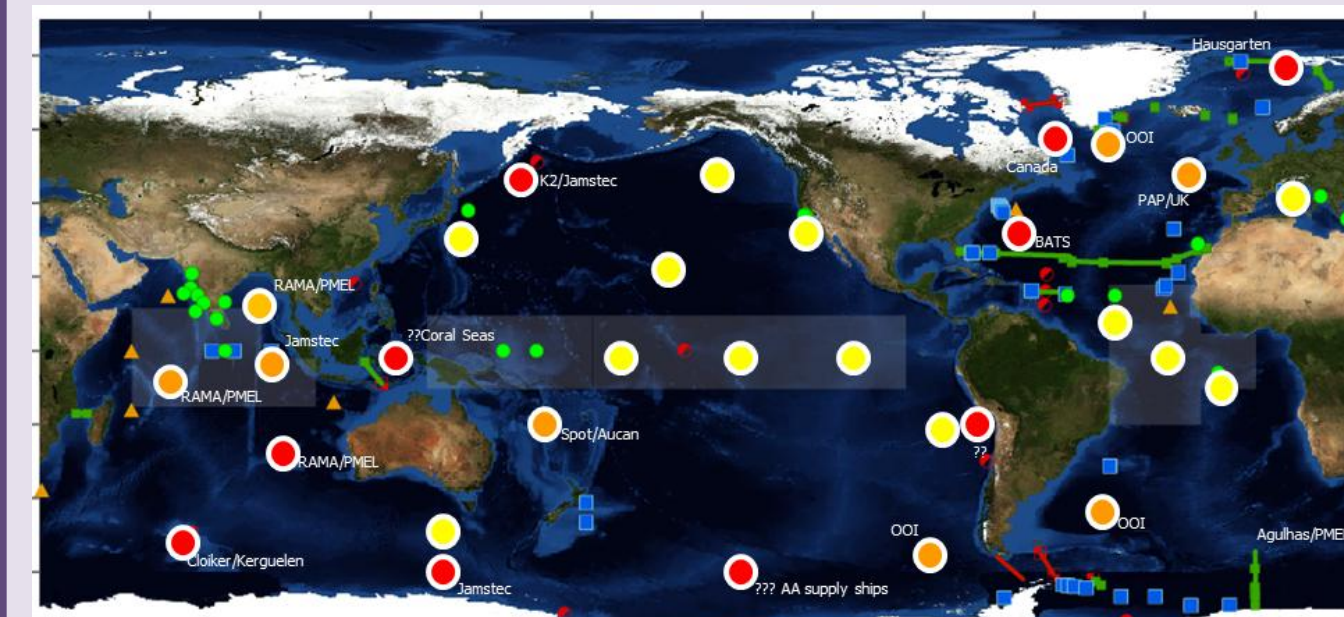 Hausgarten
OOI
Canada
K2/Jamstec
PAP/UK
BATS
RAMA/PMEL
??Coral Seas
Jamstec
RAMA/PMEL
Spot/Aucan
??
RAMA/PMEL
OOI
OOI
Agulhas/PME
Cloiker/Kerguelen
Jamstec
??? AA supply ships